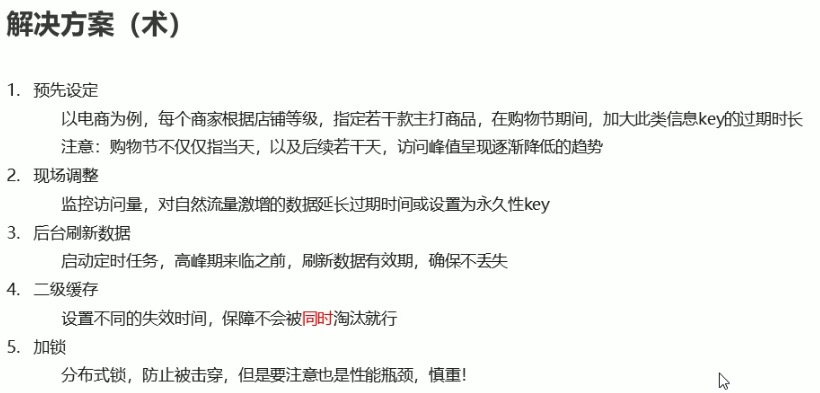 解决方案（术）
1. 预先设定
以电商为例，每个商家根据店铺等级，指定若干款主打商品，在购物节期间，加大此类信息key的过期时长
注意：购物节不仅仅指当天，以及后续若干天，访问峰值呈现逐渐降低的趋势
2. 现场调整
监控访问量，对自然流量激增的数据延长过期时间或设置为永久性key
3. 后台刷新数据
启动定时任务，高峰期来临之前，刷新数据有效期，确保不丢失
4. 二级缓存
设置不同的失效时间，保障不会被同时淘汰就行
5. 加锁
分布式锁，防止被击穿，但是要注意也是性能瓶颈，慎重！